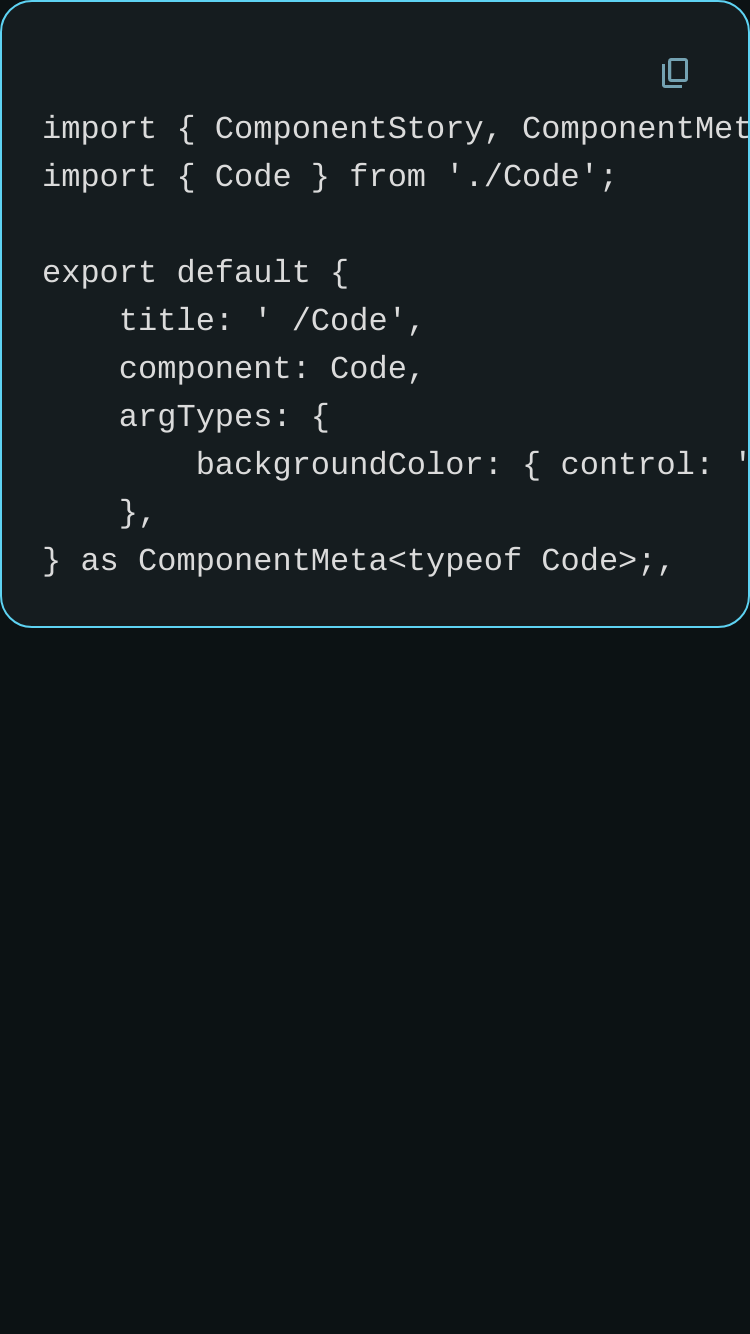 import { ComponentStory, ComponentMet
import { Code } from './Code';

export default {
    title: ' /Code',
    component: Code,
    argTypes: {
        backgroundColor: { control: '
    },
} as ComponentMeta<typeof Code>;,